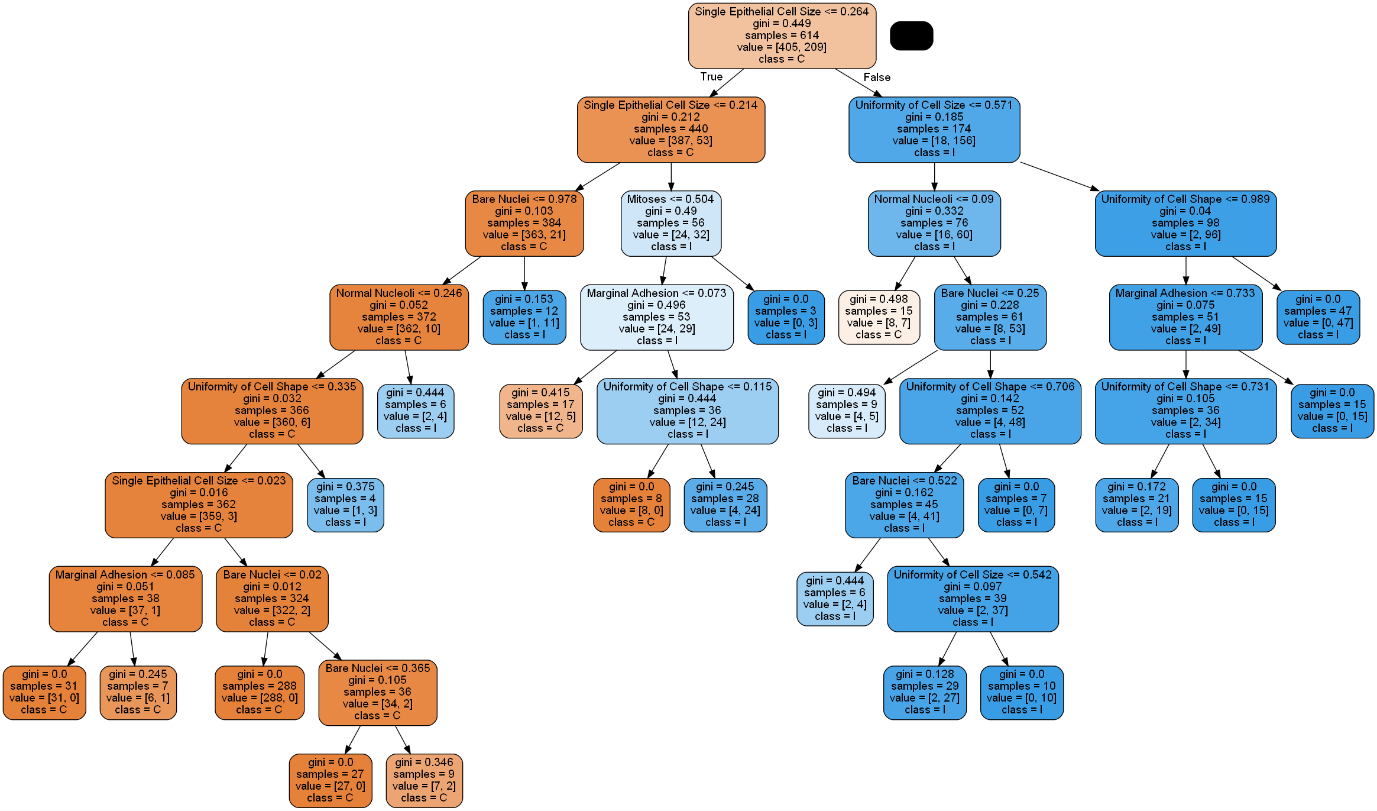 Single Epithelial Cell Size <= 0.264
gini = 0.449
samples = 614
value = [405, 209]
class = C
True
False
Single Epithelial Cell Size <= 0.214
gini = 0.212
samples = 440
value = [387, 53]
class = C
Uniformity of Cell Size <= 0.571
gini = 0.185
samples = 174
value = [18, 156]
class = I
Bare Nuclei <= 0.978
gini = 0.103
samples = 384
value = [363, 21]
class = C
Mitoses <= 0.504
gini = 0.49
samples = 56
value = [24, 32]
class = I
Normal Nucleoli <= 0.09
gini = 0.332
samples = 76
value = [16, 60]
class = I
Uniformity of Cell Shape <= 0.989
gini = 0.04
samples = 98
value = [2, 96]
class = I
Normal Nucleoli <= 0.246
gini = 0.052
samples = 372
value = [362, 10]
class = C
gini = 0.153
samples = 12
value = [1, 11]
class = I
Marginal Adhesion <= 0.073
gini = 0.496
samples = 53
value = [24, 29]
class = I
gini = 0.0
samples = 3
value = [0, 3]
class = I
gini = 0.498
samples = 15
value = [8, 7]
class = C
Bare Nuclei <= 0.25
gini = 0.228
samples = 61
value = [8, 53]
class = I
Marginal Adhesion <= 0.733
gini = 0.075
samples = 51
value = [2, 49]
class = I
gini = 0.0
samples = 47
value = [0, 47]
class = I
Uniformity of Cell Shape <= 0.335
gini = 0.032
samples = 366
value = [360, 6]
class = C
gini = 0.444
samples = 6
value = [2, 4]
class = I
gini = 0.415
samples = 17
value = [12, 5]
class = C
Uniformity of Cell Shape <= 0.115
gini = 0.444
samples = 36
value = [12, 24]
class = I
gini = 0.494
samples = 9
value = [4, 5]
class = I
Uniformity of Cell Shape <= 0.706
gini = 0.142
samples = 52
value = [4, 48]
class = I
Uniformity of Cell Shape <= 0.731
gini = 0.105
samples = 36
value = [2, 34]
class = I
gini = 0.0
samples = 15
value = [0, 15]
class = I
Single Epithelial Cell Size <= 0.023
gini = 0.016
samples = 362
value = [359, 3]
class = C
gini = 0.375
samples = 4
value = [1, 3]
class = I
gini = 0.0
samples = 8
value = [8, 0]
class = C
gini = 0.245
samples = 28
value = [4, 24]
class = I
Bare Nuclei <= 0.522
gini = 0.162
samples = 45
value = [4, 41]
class = I
gini = 0.0
samples = 7
value = [0, 7]
class = I
gini = 0.172
samples = 21
value = [2, 19]
class = I
gini = 0.0
samples = 15
value = [0, 15]
class = I
Marginal Adhesion <= 0.085
gini = 0.051
samples = 38
value = [37, 1]
class = C
Bare Nuclei <= 0.02
gini = 0.012
samples = 324
value = [322, 2]
class = C
gini = 0.444
samples = 6
value = [2, 4]
class = I
Uniformity of Cell Size <= 0.542
gini = 0.097
samples = 39
value = [2, 37]
class = I
gini = 0.0
samples = 31
value = [31, 0]
class = C
gini = 0.245
samples = 7
value = [6, 1]
class = C
gini = 0.0
samples = 288
value = [288, 0]
class = C
Bare Nuclei <= 0.365
gini = 0.105
samples = 36
value = [34, 2]
class = C
gini = 0.128
samples = 29
value = [2, 27]
class = I
gini = 0.0
samples = 10
value = [0, 10]
class = I
gini = 0.0
samples = 27
value = [27, 0]
class = C
gini = 0.346
samples = 9
value = [7, 2]
class = C